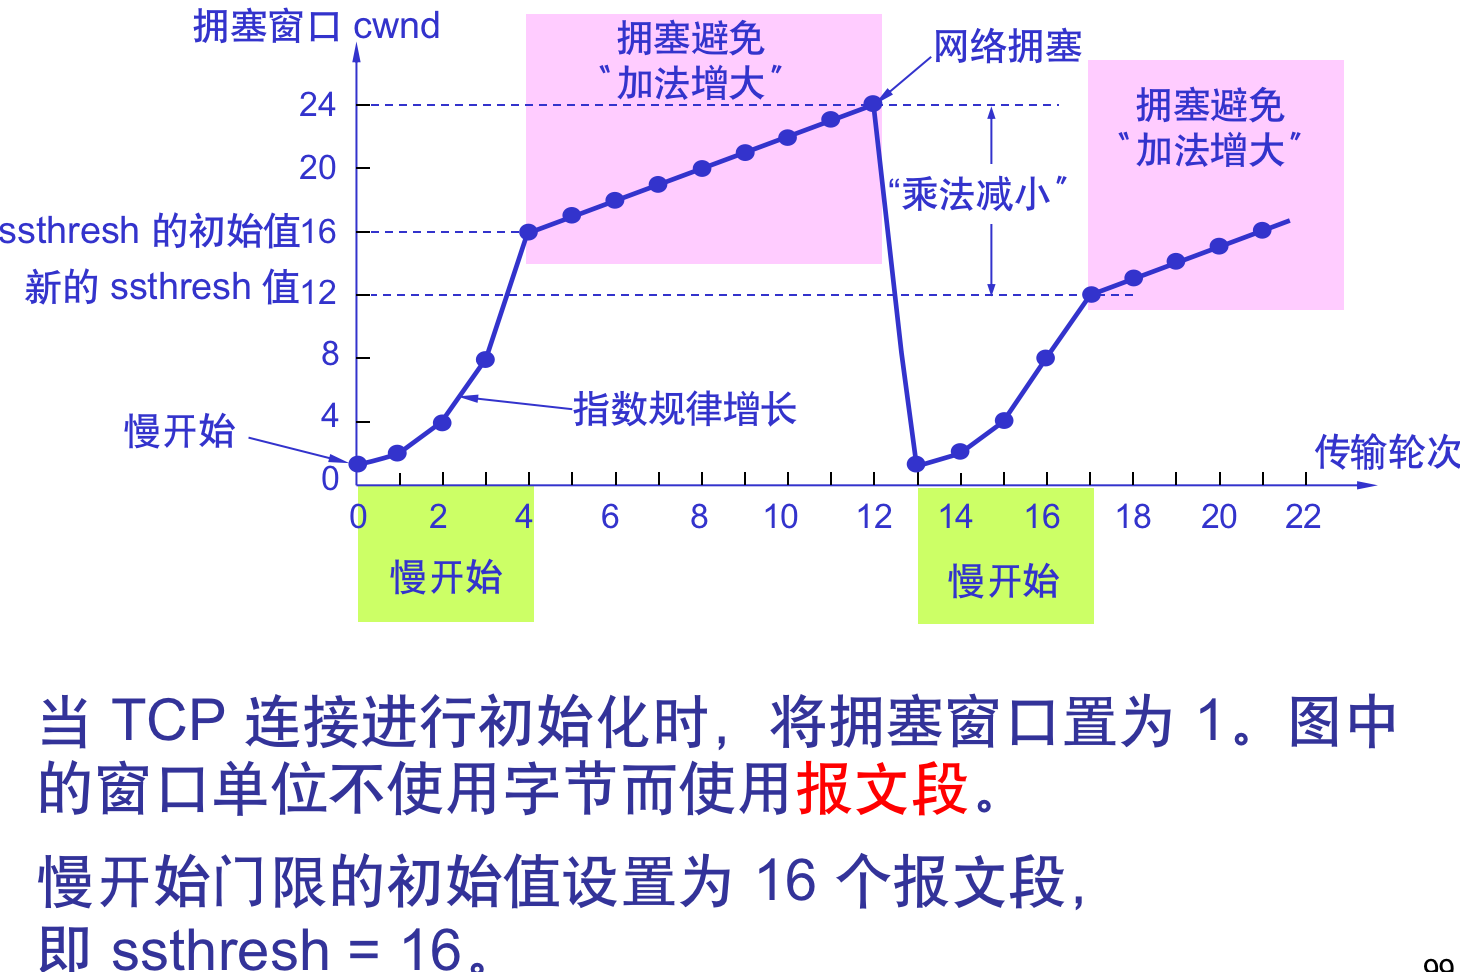 拥塞窗口 cwnd
拥塞避免
“加法增大”
网络拥塞
24
拥塞避免
“加法增大”
20
“乘法减小”
ssthresh 的初始值16
新的 ssthresh 值12
8
指数规律增长
4
慢开始
传输轮次
0
0 2 4 6 8 10 12 14 16 18 20 22
慢开始
慢开始
当 TCP 连接进行初始化时，将拥塞窗口置为 1。图中
的窗口单位不使用字节而使用报文段。
慢开始门限的初始值设置为 16 个报文段，
即 ssthresh = 16。